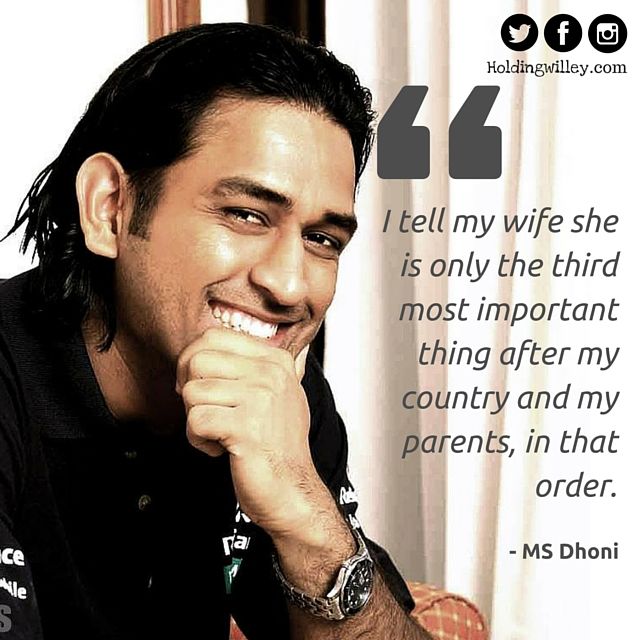 HoldingWilley.com
“
I tell my wife she
is only the third
most important
thing after my
country and my
parents, in that
order.
- MS Dhoni